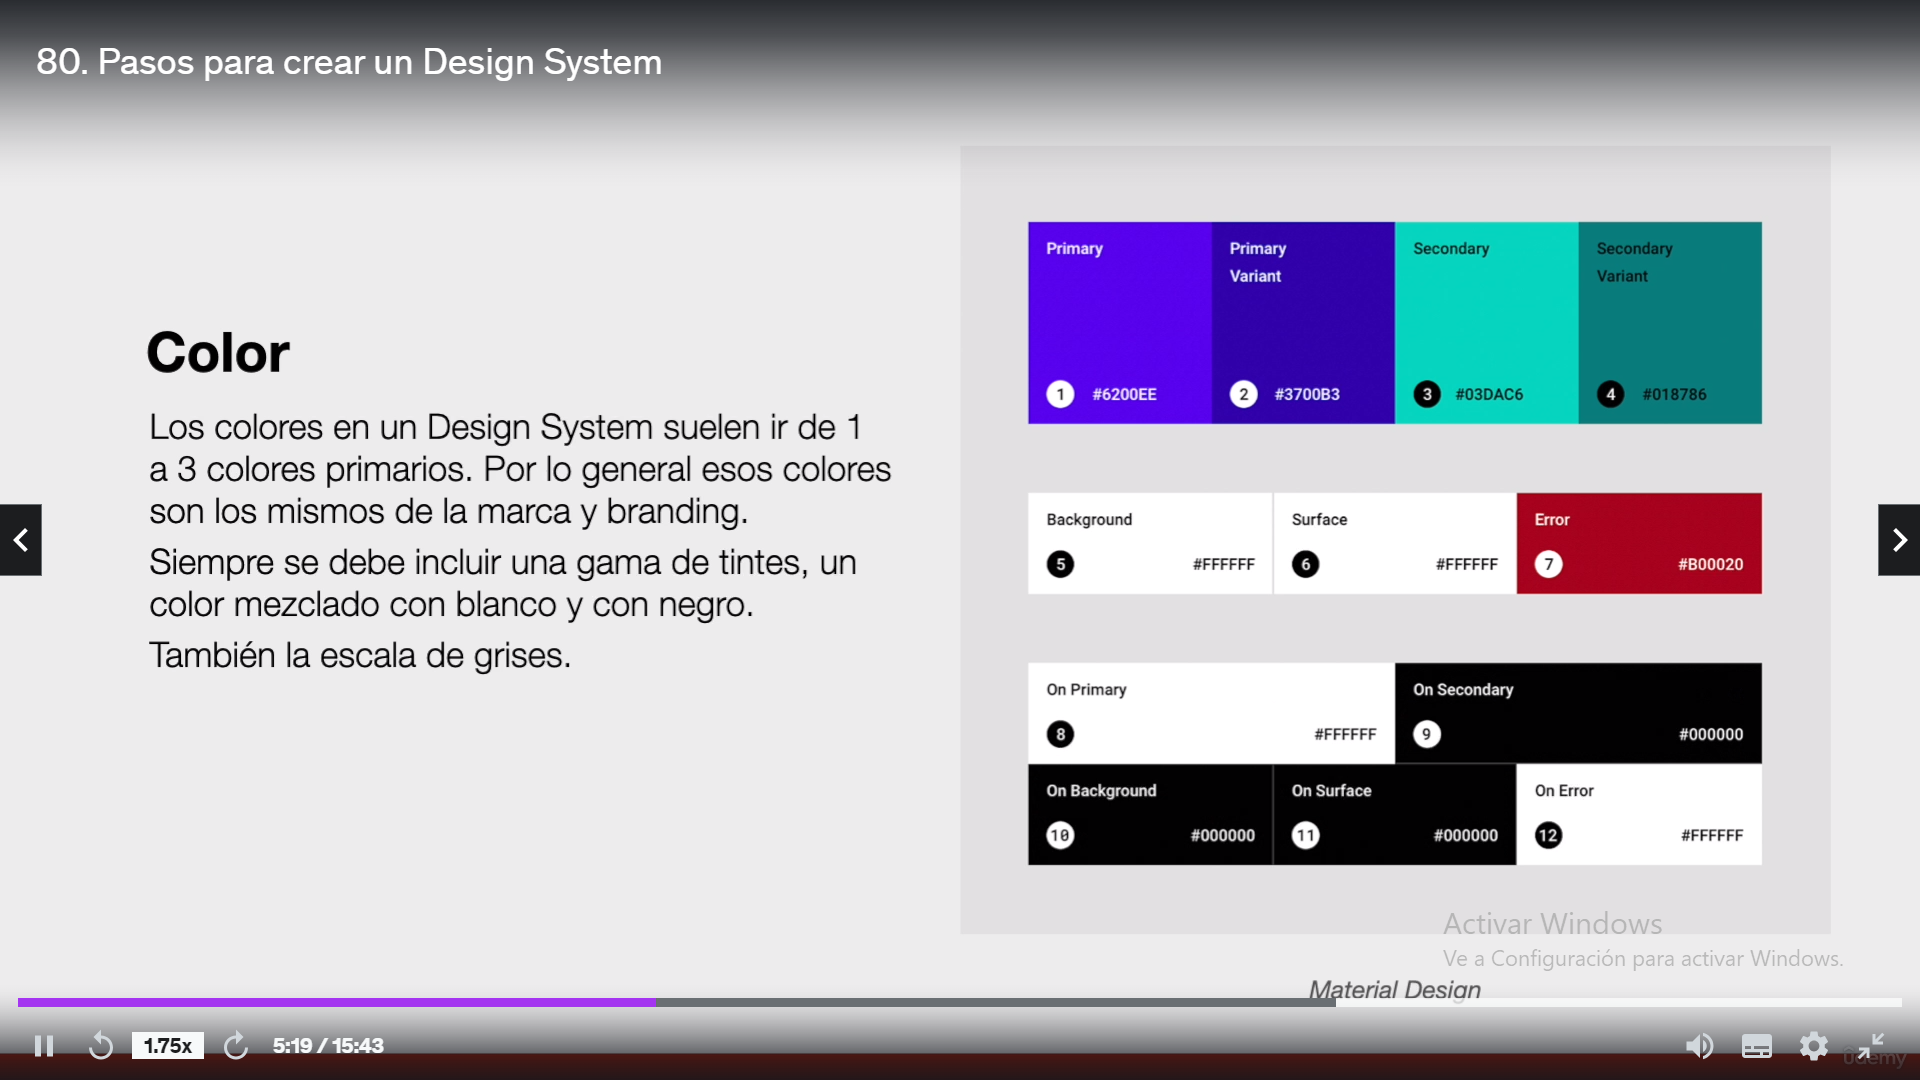 80. Pasos para crear un Design System
Color
Los colores en un Design System suelen ir de 1
a 3 colores primarios. Por lo general esos colores
son los mismos de la marca y branding.
Siempre se debe incluir una gama de tintes, un
color mezclado con blanco y con negro.
También la escala de grises.
Primary
1 #6200EE
Primary
Variant
2 #3700B3
Secondary
3 #03DAC6
Secondary
Variant
4 #018786
Background
5 #FFFFFF
Surface
6 #FFFFFF
Error
7 #B00020
On Primary
8 #FFFFFF
On Secondary
9 #000000
On Background
10 #000000
On Surface
11 #000000
On Error
12 #FFFFFF
Activar Windows
Ve a Configuración para activar Windows.
Material Design
1.75x
5:19 / 15:43
ûdemy